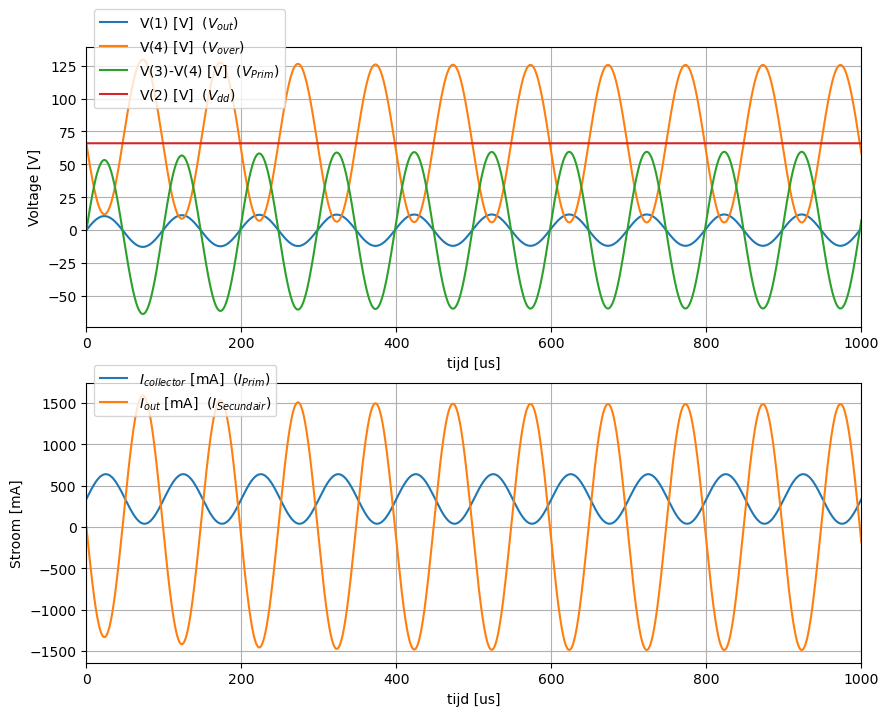 V(1) [V] (V_out)
V(4) [V] (V_over)
V(3)-V(4) [V] (V_Prim)
V(2) [V] (V_dd)
125
100
75
50
25
0
−25
−50
Voltage [V]
0 200 400 600 800 1000
tijd [us]
I_collector [mA] (I_Prim)
I_out [mA] (I_Secundair)
1500
1000
500
0
−500
−1000
−1500
Stroom [mA]
0 200 400 600 800 1000
tijd [us]